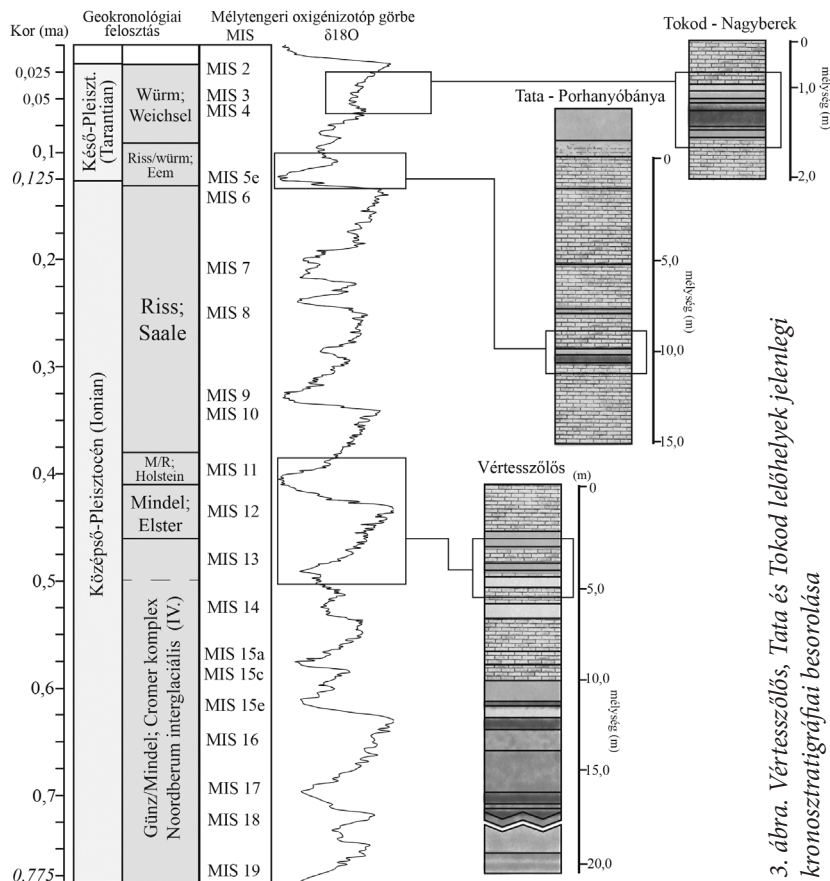 Kor (ma)
Geokronológiai
felosztás
Mélytengeri oxigénizotóp görbe
MIS
δ18O
0,025
0,05
0,1
0,125
0,2
0,3
0,4
0,5
0,6
0,7
0,775
Késő-Pleiszt.
(Tarantian)
Középső-Pleisztocén (Ionian)
Würm;
Weichsel
Riss/würm;
Eem
Riss;
Saale
M/R;
Holstein
Mindel;
Elster
Günz/Mindel; Cromer komplex
Noordberum interglaciális (IV.)
MIS 2
MIS 3
MIS 4
MIS 5e
MIS 6
MIS 7
MIS 8
MIS 9
MIS 10
MIS 11
MIS 12
MIS 13
MIS 14
MIS 15a
MIS 15c
MIS 15e
MIS 16
MIS 17
MIS 18
MIS 19
Tokod - Nagyberek
0
1,0
2,0
mélység (m)
Tata - Porhanyóbánya
0
5,0
10,0
15,0
mélység (m)
Vértesszőlős
(m)
0
5,0
10,0
15,0
20,0
mélység (m)
3. ábra. Vértesszőlős, Tata és Tokod lelőhelyek jelenlegi
kronosztratigráfiai besorolása